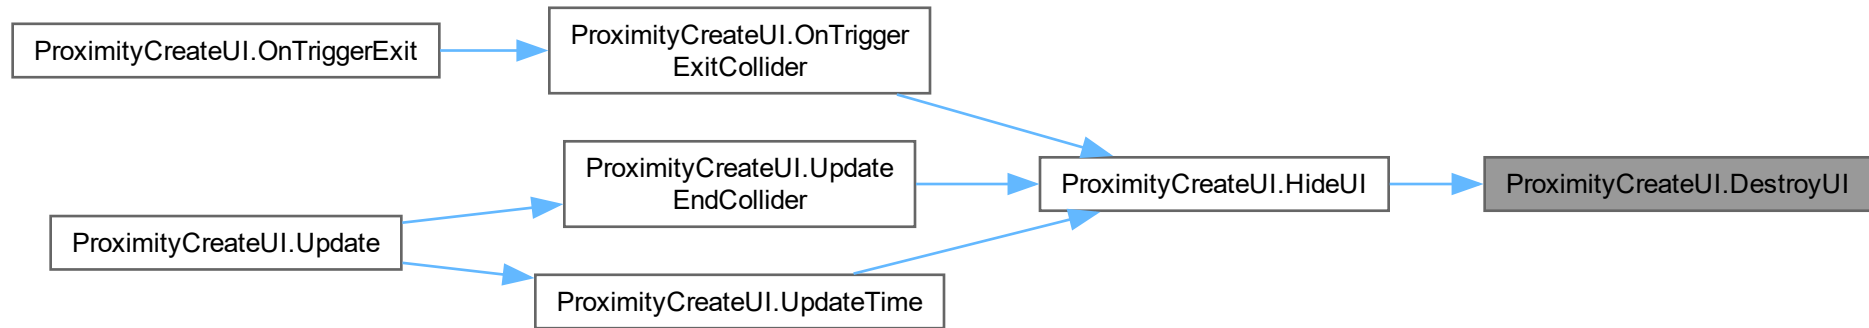 ProximityCreateUI.OnTriggerExit
ProximityCreateUI.OnTrigger
ExitCollider
ProximityCreateUI.Update
EndCollider
ProximityCreateUI.Update
ProximityCreateUI.UpdateTime
ProximityCreateUI.HideUI
ProximityCreateUI.DestroyUI